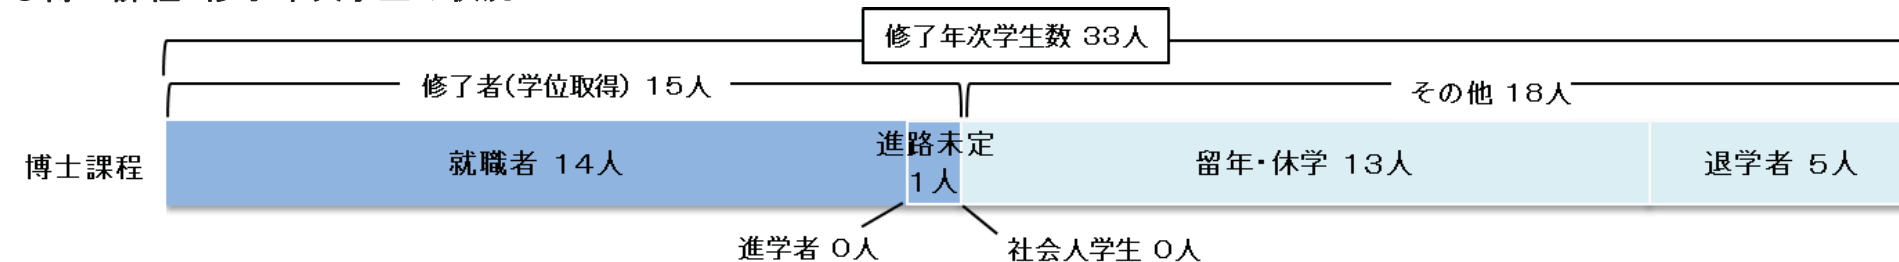 修了年次学生数 33人
修了者(学位取得) 15人
その他 18人
博士課程
就職者 14人
進路未定
1人
留年・休学 13人
退学者 5人
進学者 0人
社会人学生 0人